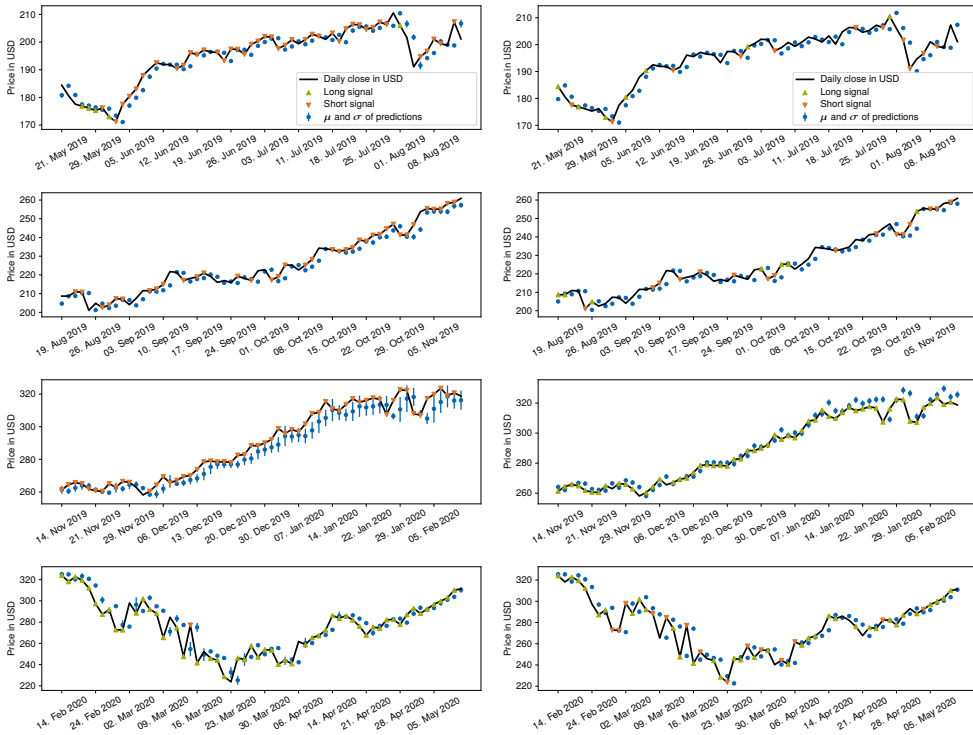 210
200
190
180
170
Price in USD
Daily close in USD
Long signal
Short signal
μ and σ of predictions
21. May 2019
29. May 2019
05. Jun 2019
12. Jun 2019
19. Jun 2019
26. Jun 2019
03. Jul 2019
11. Jul 2019
18. Jul 2019
25. Jul 2019
01. Aug 2019
08. Aug 2019
210
200
190
180
170
Price in USD
Daily close in USD
Long signal
Short signal
μ and σ of predictions
21. May 2019
29. May 2019
05. Jun 2019
12. Jun 2019
19. Jun 2019
26. Jun 2019
03. Jul 2019
11. Jul 2019
18. Jul 2019
25. Jul 2019
01. Aug 2019
08. Aug 2019
260
250
240
230
220
210
200
Price in USD
19. Aug 2019
26. Aug 2019
03. Sep 2019
10. Sep 2019
17. Sep 2019
24. Sep 2019
01. Oct 2019
08. Oct 2019
15. Oct 2019
22. Oct 2019
29. Oct 2019
05. Nov 2019
260
250
240
230
220
210
200
Price in USD
19. Aug 2019
26. Aug 2019
03. Sep 2019
10. Sep 2019
17. Sep 2019
24. Sep 2019
01. Oct 2019
08. Oct 2019
15. Oct 2019
22. Oct 2019
29. Oct 2019
05. Nov 2019
320
300
280
260
Price in USD
14. Nov 2019
21. Nov 2019
29. Nov 2019
06. Dec 2019
13. Dec 2019
20. Dec 2019
30. Dec 2019
07. Jan 2020
14. Jan 2020
22. Jan 2020
29. Jan 2020
05. Feb 2020
320
300
280
260
Price in USD
14. Nov 2019
21. Nov 2019
29. Nov 2019
06. Dec 2019
13. Dec 2019
20. Dec 2019
30. Dec 2019
07. Jan 2020
14. Jan 2020
22. Jan 2020
29. Jan 2020
05. Feb 2020
320
300
280
260
240
220
Price in USD
14. Feb 2020
24. Feb 2020
02. Mar 2020
09. Mar 2020
16. Mar 2020
23. Mar 2020
30. Mar 2020
06. Apr 2020
14. Apr 2020
21. Apr 2020
28. Apr 2020
05. May 2020
320
300
280
260
240
220
Price in USD
14. Feb 2020
24. Feb 2020
02. Mar 2020
09. Mar 2020
16. Mar 2020
23. Mar 2020
30. Mar 2020
06. Apr 2020
14. Apr 2020
21. Apr 2020
28. Apr 2020
05. May 2020